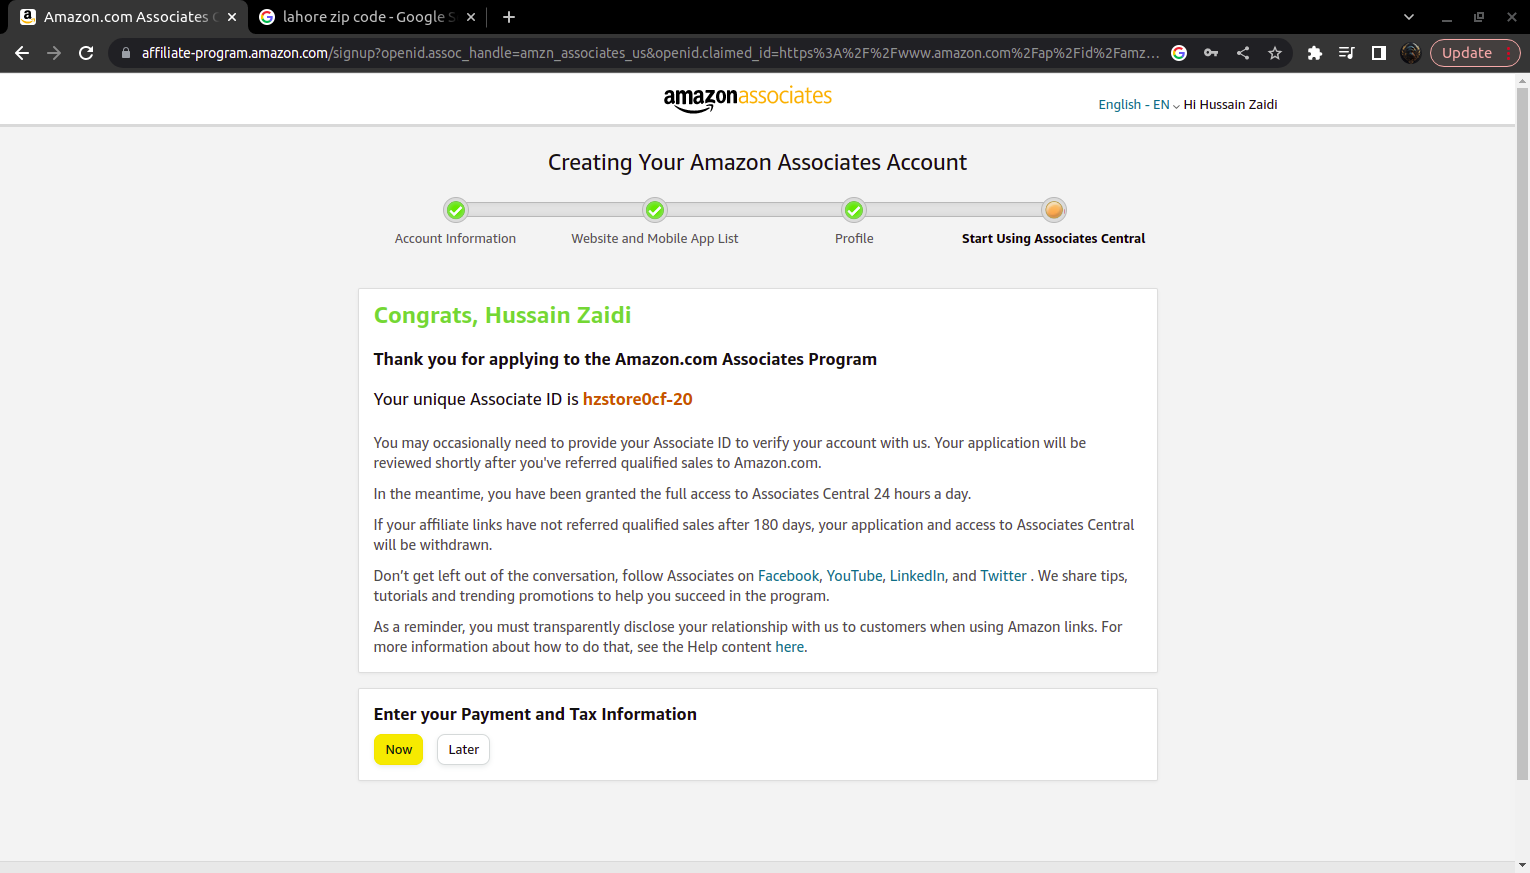 Amazon.com Associates
lahore zip code - Google S
affiliate-program.amazon.com/signup?openid.assoc_handle=amzn_associates_us&openid.claimed_id=https%3A%2F%2Fwww.amazon.com%2Fap%2Fid%2Famz...
Update
amazonassociates
English - EN Hi Hussain Zaidi
Creating Your Amazon Associates Account
Account Information
Website and Mobile App List
Profile
Start Using Associates Central
Congrats, Hussain Zaidi
Thank you for applying to the Amazon.com Associates Program
Your unique Associate ID is hzstore0cf-20
You may occasionally need to provide your Associate ID to verify your account with us. Your application will be
reviewed shortly after you've referred qualified sales to Amazon.com.
In the meantime, you have been granted the full access to Associates Central 24 hours a day.
If your affiliate links have not referred qualified sales after 180 days, your application and access to Associates Central
will be withdrawn.
Don't get left out of the conversation, follow Associates on Facebook, YouTube, LinkedIn, and Twitter . We share tips,
tutorials and trending promotions to help you succeed in the program.
As a reminder, you must transparently disclose your relationship with us to customers when using Amazon links. For
more information about how to do that, see the Help content here.
Enter your Payment and Tax Information
Now
Later